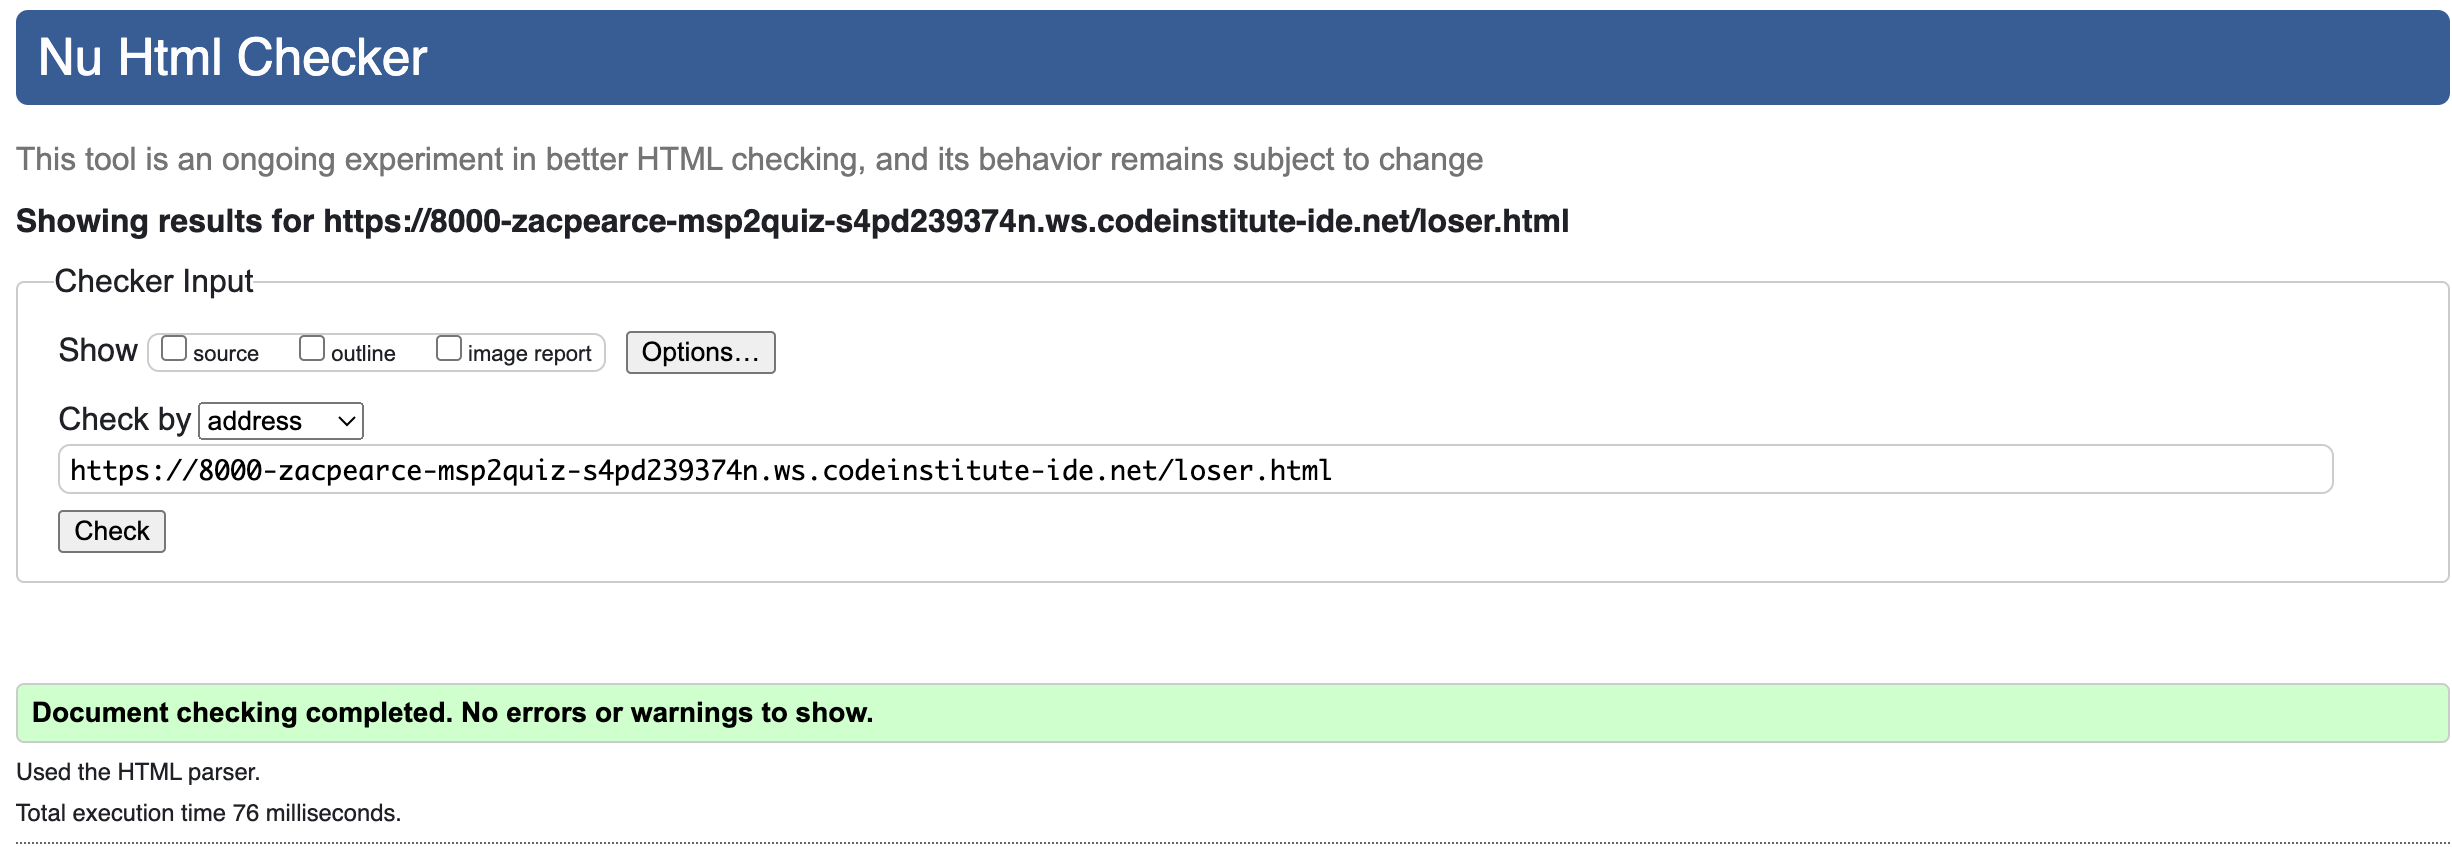 Nu Html Checker
This tool is an ongoing experiment in better HTML checking, and its behavior remains subject to change
Showing results for https://8000-zacpearce-msp2quiz-s4pd239374n.ws.codeinstitute-ide.net/loser.html
Checker Input
Show source outline image report Options…
Check by address
https://8000-zacpearce-msp2quiz-s4pd239374n.ws.codeinstitute-ide.net/loser.html
Check
Document checking completed. No errors or warnings to show.
Used the HTML parser.
Total execution time 76 milliseconds.